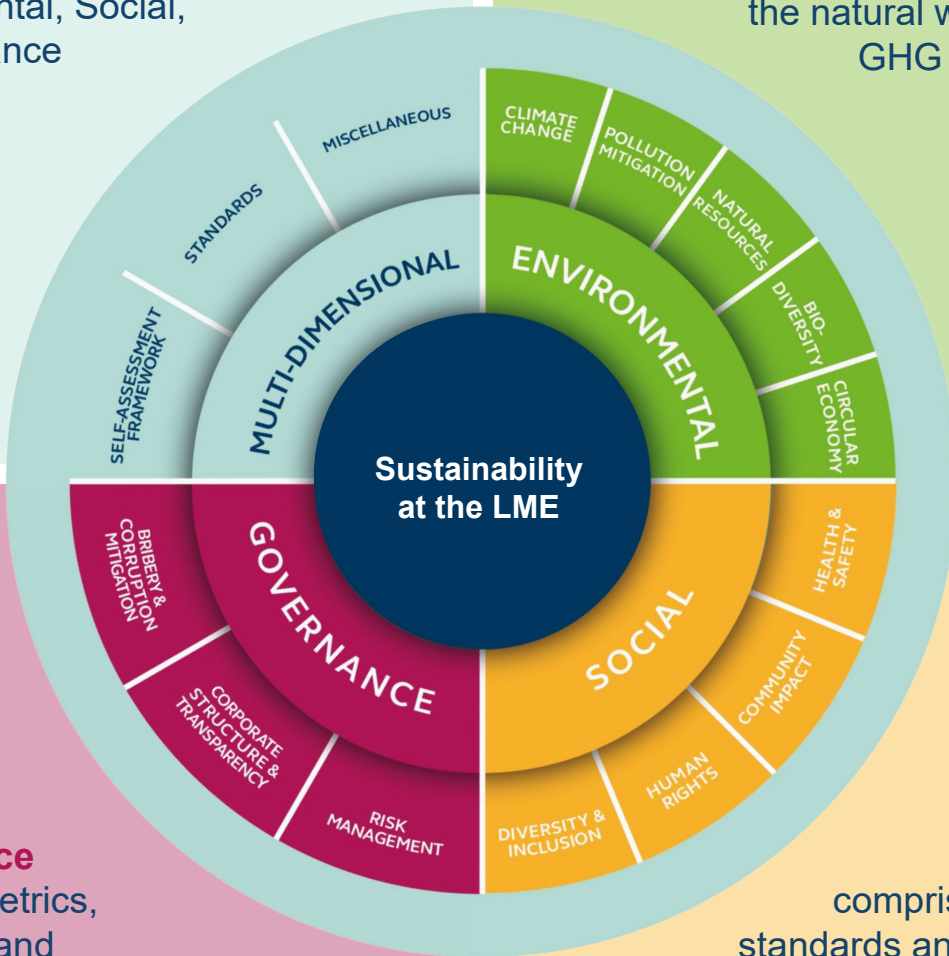 ntal, Social,
nce
the natural w
GHG
MISCELLANEOUS
STANDARDS
SELF-ASSESSMENT
FRAMEWORK
MULTI-DIMENSIONAL
CLIMATE
CHANGE
POLLUTION
MITIGATION
NATURAL
RESOURCES
BIO-
DIVERSITY
CIRCULAR
ECONOMY
ENVIRONMENTAL
Sustainability
at the LME
BRIBERY &
CORRUPTION
MITIGATION
CORPORATE
STRUCTURE &
TRANSPARENCY
RISK
MANAGEMENT
GOVERNANCE
HEALTH &
SAFETY
COMMUNITY
IMPACT
HUMAN
RIGHTS
DIVERSITY &
INCLUSION
SOCIAL
ce
etrics,
and
compris
standards an